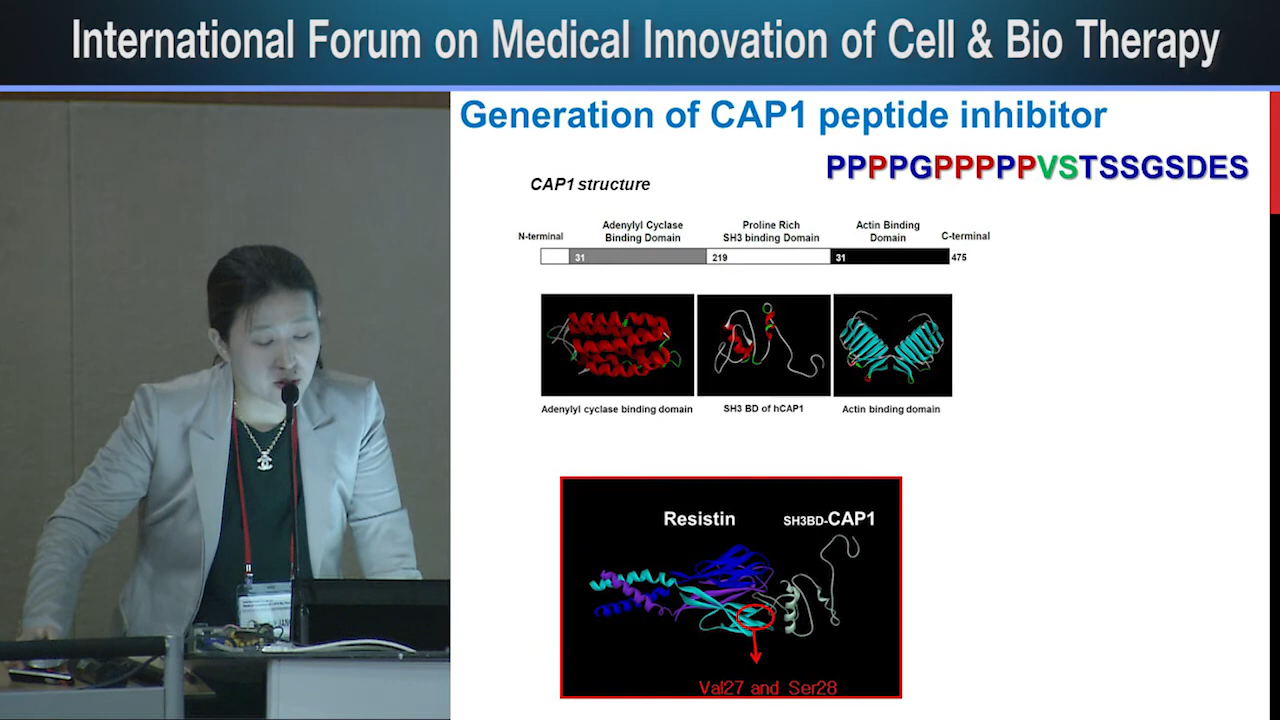 International Forum on Medical Innovation of Cell & Bio Therapy
Generation of CAP1 peptide inhibitor
PPPPGPPPPPVSTSSGSDES
CAP1 structure
N-terminal
Adenylyl Cyclase
Binding Domain
Proline Rich
SH3 binding Domain
Actin Binding
Domain
C-terminal
31
219
31
475
Adenylyl cyclase binding domain
SH3 BD of hCAP1
Actin binding domain
Resistin
SH3BD-CAP1
Val27 and Ser28